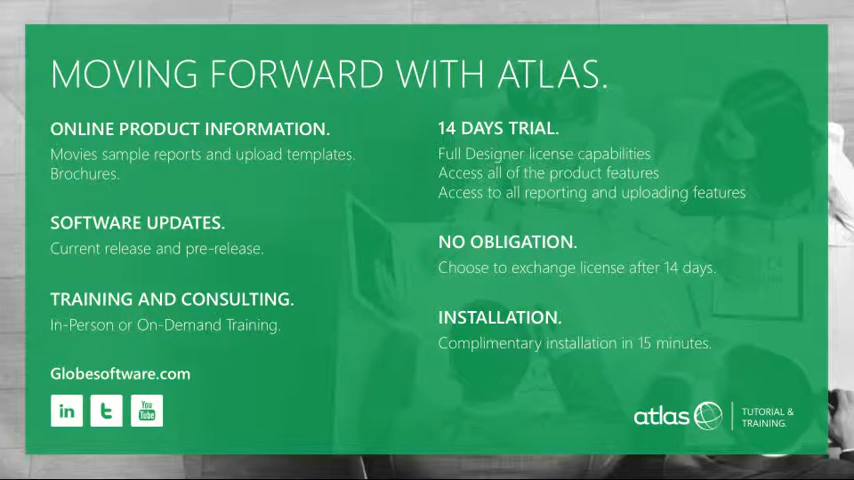 MOVING FORWARD WITH ATLAS.
ONLINE PRODUCT INFORMATION.
Movies sample reports and upload templates.
Brochures.
SOFTWARE UPDATES.
Current release and pre-release.
TRAINING AND CONSULTING.
In-Person or On-Demand Training.
Globesoftware.com
in
t
You
Tube
14 DAYS TRIAL.
Full Designer license capabilities
Access all of the product features
Access to all reporting and uploading features
NO OBLIGATION.
Choose to exchange license after 14 days.
INSTALLATION.
Complimentary installation in 15 minutes.
atlas
TUTORIAL &
TRAINING.